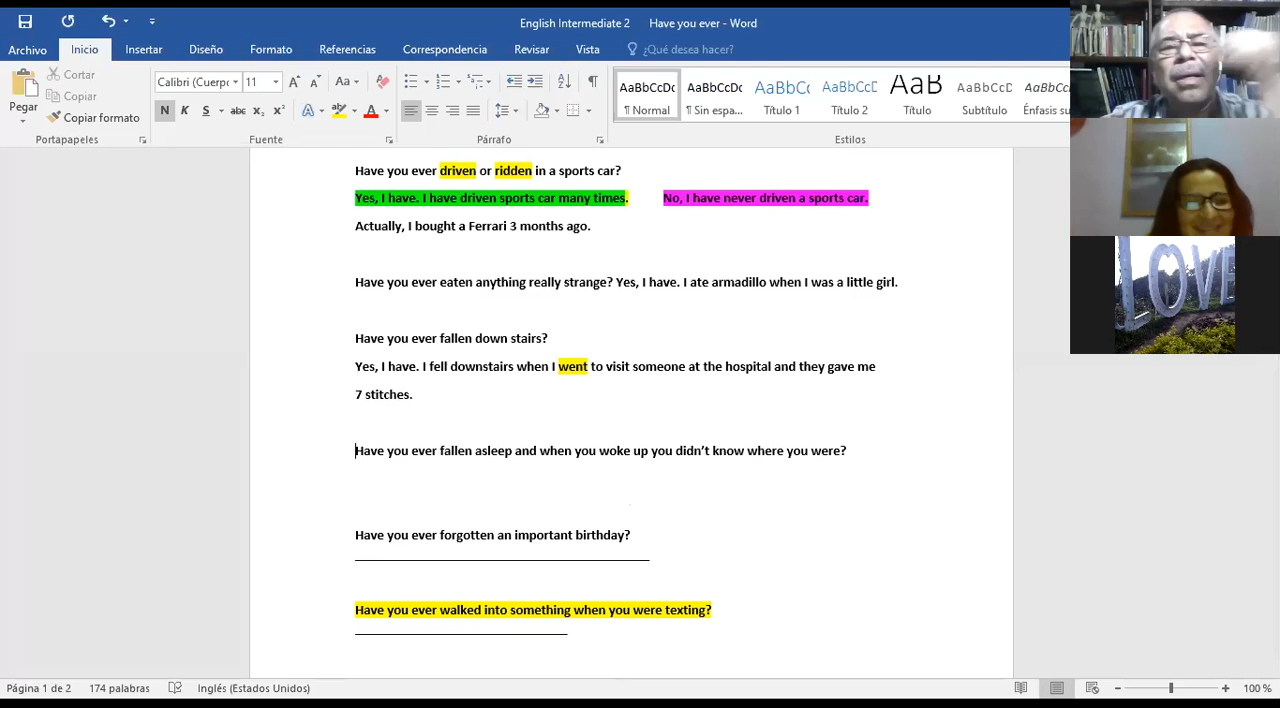 English Intermediate 2 Have you ever - Word
Archivo Inicio Insertar Diseño Formato Referencias Correspondencia Revisar Vista ¿Qué desea hacer?
Pegar
Cortar
Copiar
Copiar formato
Calibri (Cuerpo 11
Aa
N K S abc x₂ x²
AaBbCcDc AaBbCcDc AaBbCc AaBbCcC AaB AaBbCcD AaBbCcDc
¶ Normal ¶ Sin espa... Título 1 Título 2 Título Subtítulo Énfasis su
Portapapeles Fuente Párrafo Estilos
Have you ever driven or ridden in a sports car?
Yes, I have. I have driven sports car many times. No, I have never driven a sports car.
Actually, I bought a Ferrari 3 months ago.
Have you ever eaten anything really strange? Yes, I have. I ate armadillo when I was a little girl.
Have you ever fallen down stairs?
Yes, I have. I fell downstairs when I went to visit someone at the hospital and they gave me
7 stitches.
Have you ever fallen asleep and when you woke up you didn't know where you were?
Have you ever forgotten an important birthday?
Have you ever walked into something when you were texting?
LOVE
Página 1 de 2 174 palabras Inglés (Estados Unidos) 100 %